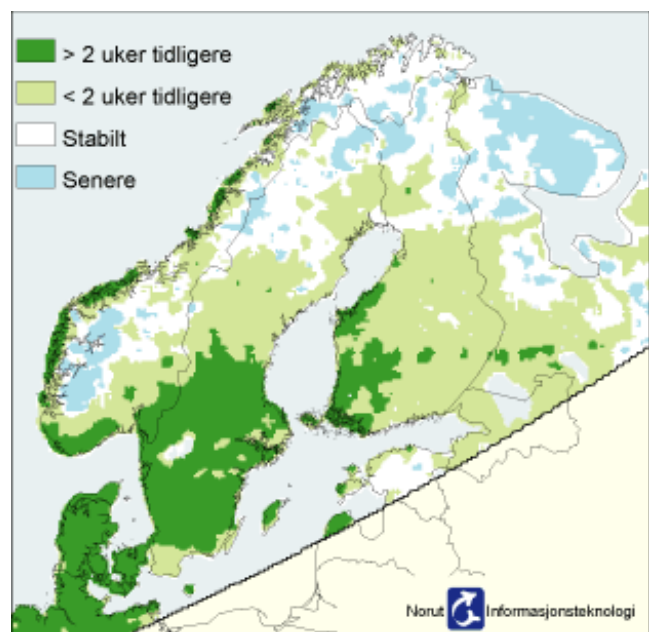 > 2 uker tidligere
< 2 uker tidligere
Stabilt
Senere
Norut Informasjonsteknologi